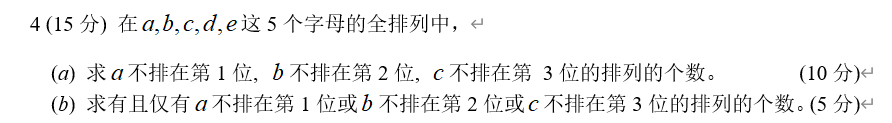 4 (15 分) 在 a,b,c,d,e 这 5 个字母的全排列中，↵
(a) 求 a 不排在第 1 位, b 不排在第 2 位, c 不排在第 3 位的排列的个数。 (10 分)↵
(b) 求有且仅有 a 不排在第 1 位或 b 不排在第 2 位或 c 不排在第 3 位的排列的个数。(5 分)↵